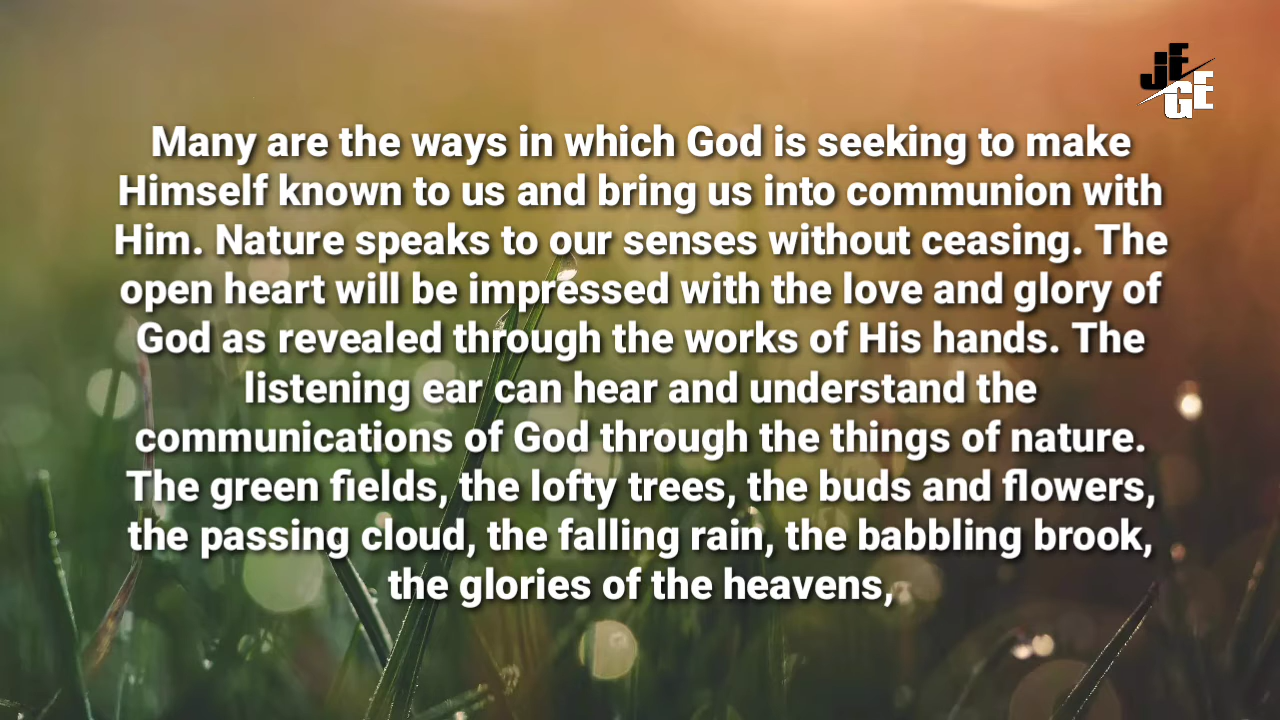 JF
GE
Many are the ways in which God is seeking to make
Himself known to us and bring us into communion with
Him. Nature speaks to our senses without ceasing. The
open heart will be impressed with the love and glory of
God as revealed through the works of His hands. The
listening ear can hear and understand the
communications of God through the things of nature.
The green fields, the lofty trees, the buds and flowers,
the passing cloud, the falling rain, the babbling brook,
the glories of the heavens,